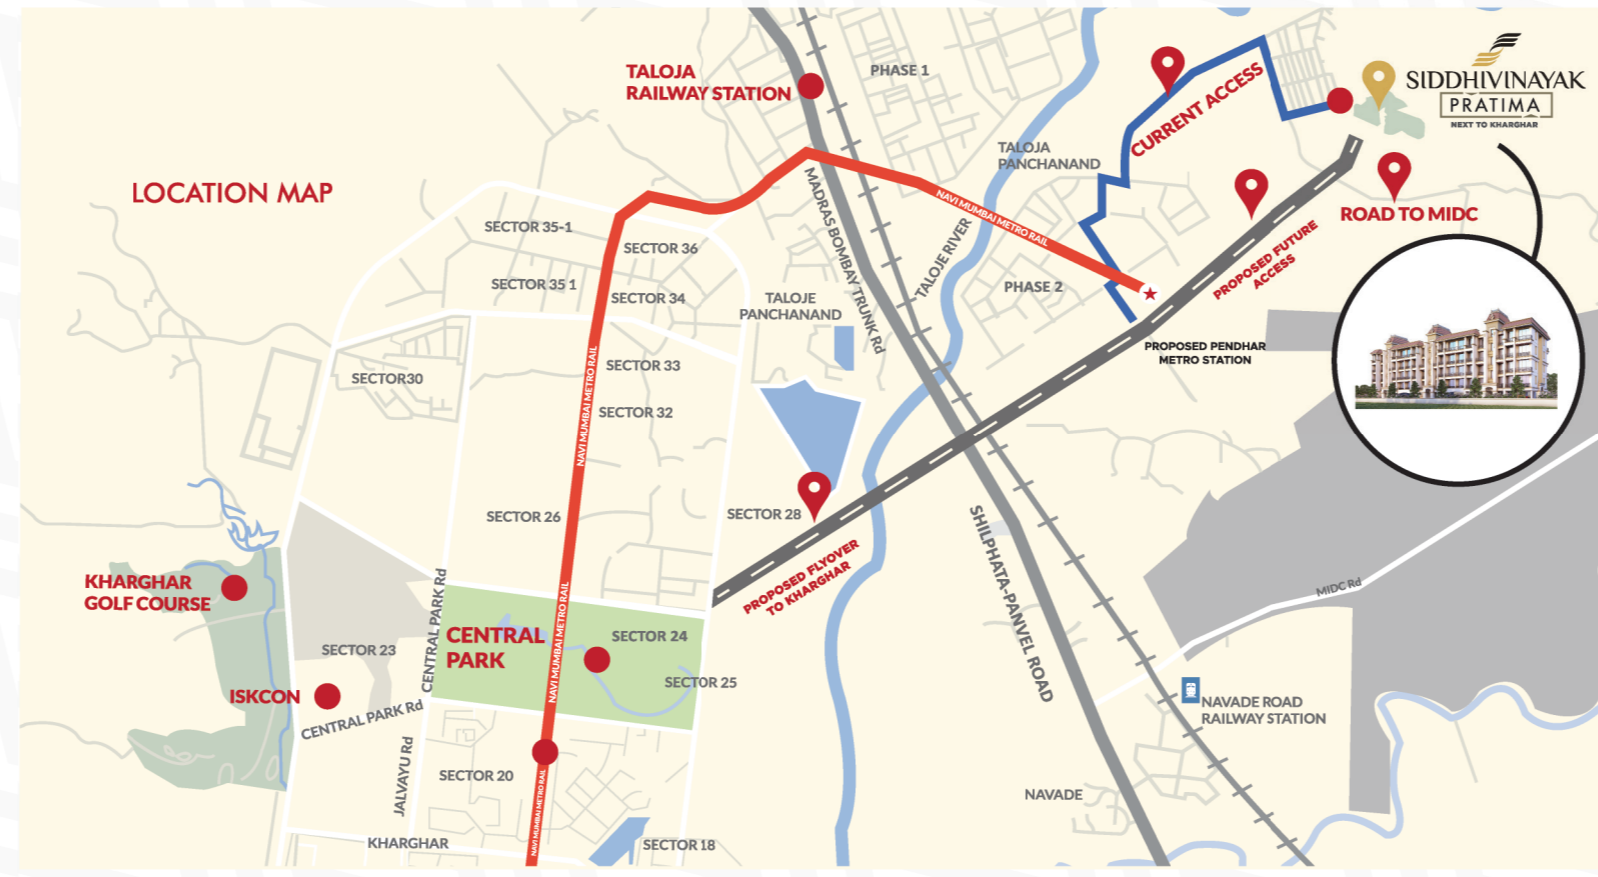 LOCATION MAP
TALOJA
RAILWAY STATION
PHASE 1
CURRENT ACCESS
SIDDHIVINAYAK
PRATIMA
NEXT TO KHARGHAR
TALOJA
PANCHANAND
ROAD TO MIDC
PROPOSED FUTURE
ACCESS
NAVI MUMBAI METRO RAIL
MADRAS BOMBAY TRUNK Rd
TALOJE RIVER
SECTOR 35-1
SECTOR 36
SECTOR 35 1
SECTOR 34
TALOJE
PANCHANAND
PHASE 2
PROPOSED PENDHAR
METRO STATION
SECTOR 33
SECTOR30
SECTOR 32
NAVI MUMBAI METRO RAIL
SECTOR 26
SECTOR 28
PROPOSED FLYOVER
TO KHARGHAR
SHILPHATA-PANVEL ROAD
MIDC Rd
KHARGHAR
GOLF COURSE
CENTRAL PARK Rd
CENTRAL
PARK
NAVI MUMBAI METRO RAIL
SECTOR 24
SECTOR 23
SECTOR 25
ISKCON
CENTRAL PARK Rd
NAVADE ROAD
RAILWAY STATION
JALVAYU Rd
SECTOR 20
NAVI MUMBAI METRO RAIL
NAVADE
KHARGHAR
SECTOR 18